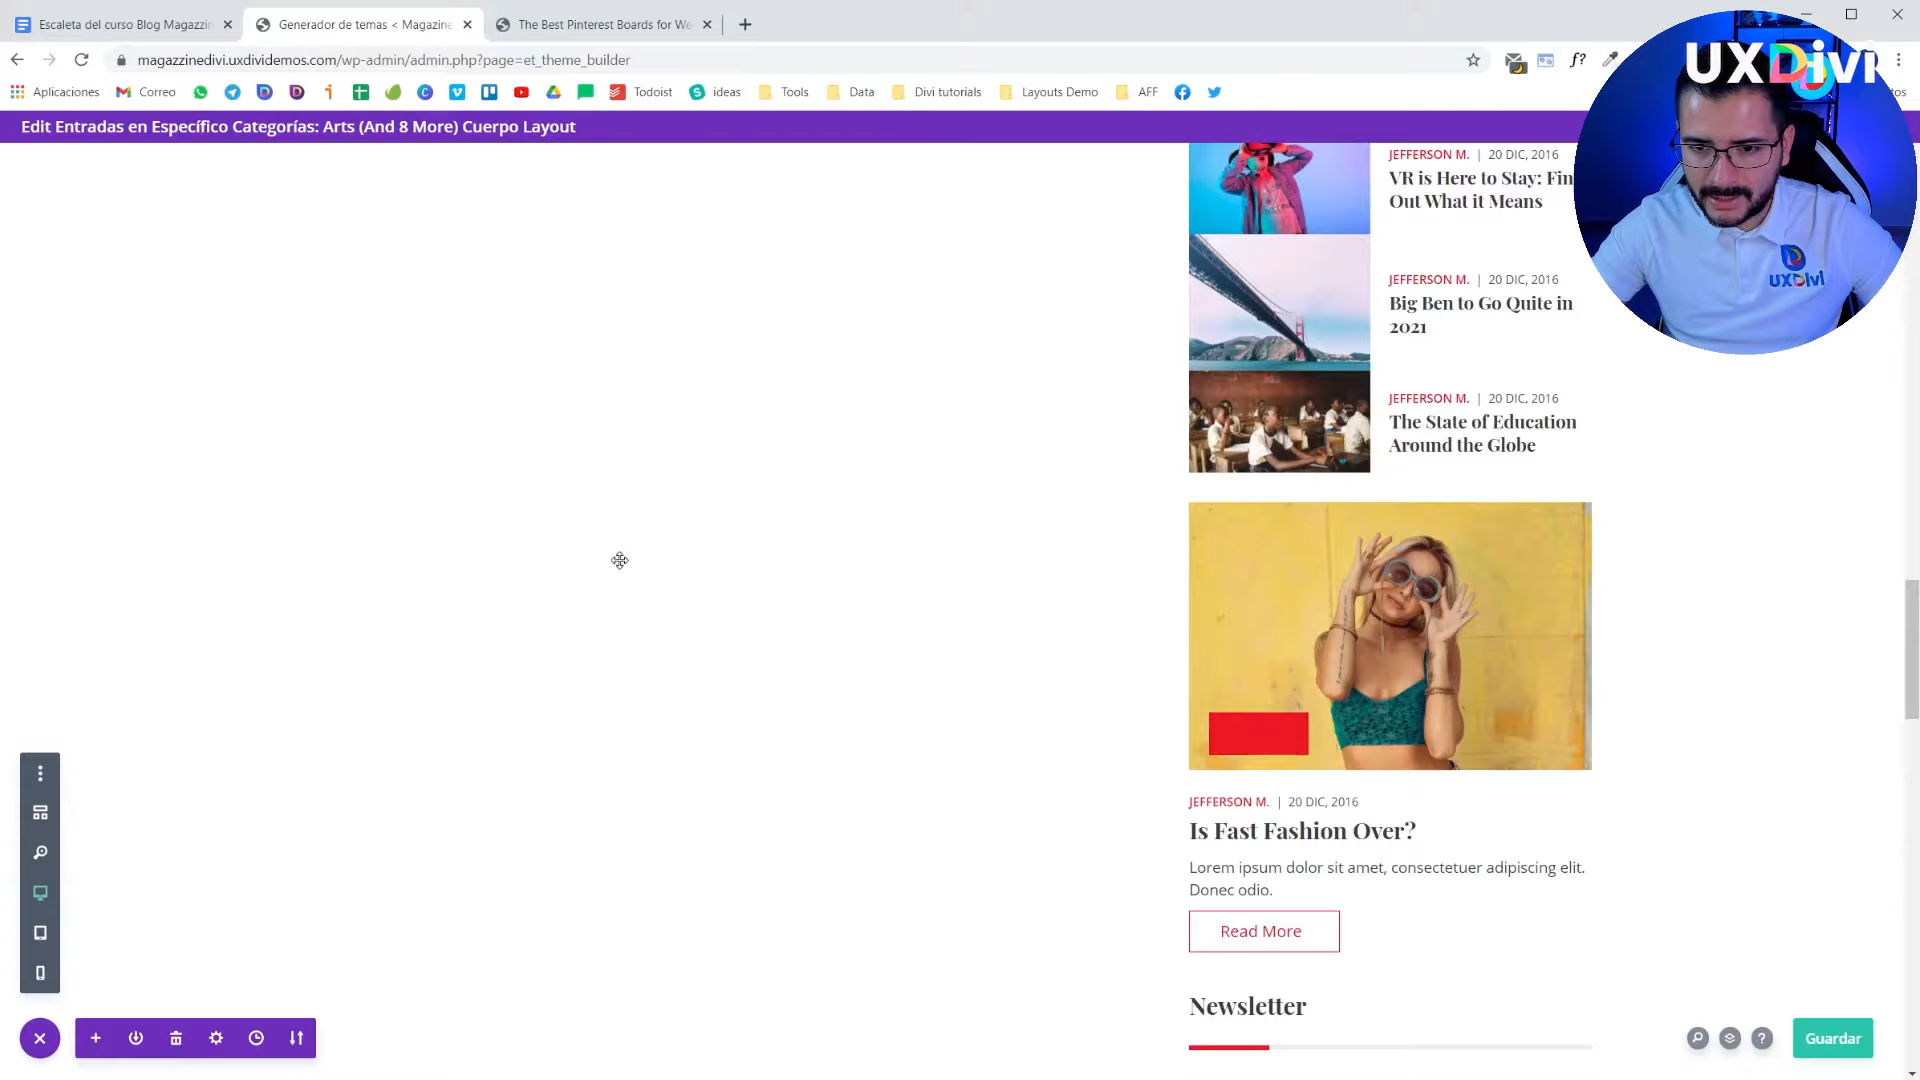 Escaleta del curso Blog Magazzin
Generador de temas < Magazine
The Best Pinterest Boards for We
magazzinedivi.uxdividemos.com/wp-admin/admin.php?page=et_theme_builder
f?
Aplicaciones
Correo
Todoist
ideas
Tools
Data
Divi tutorials
Layouts Demo
AFF
UXDivi
Edit Entradas en Específico Categorías: Arts (And 8 More) Cuerpo Layout
JEFFERSON M. | 20 DIC, 2016
VR is Here to Stay: Fin
Out What it Means
JEFFERSON M. | 20 DIC, 2016
Big Ben to Go Quite in
2021
UXDivi
JEFFERSON M. | 20 DIC, 2016
The State of Education
Around the Globe
JEFFERSON M. | 20 DIC, 2016
Is Fast Fashion Over?
Lorem ipsum dolor sit amet, consectetuer adipiscing elit.
Donec odio.
Read More
Newsletter
Guardar